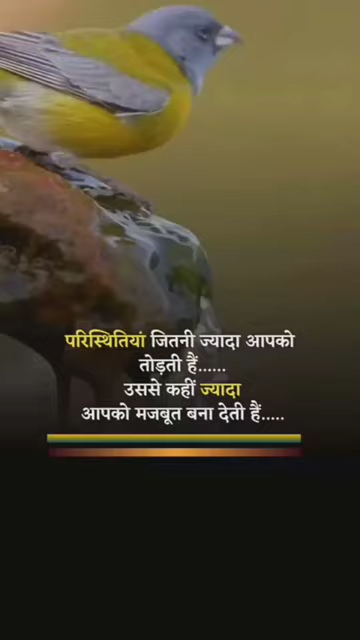 परिस्थितियां जितनी ज्यादा आपको
तोड़ती हैं......
उससे कहीं ज्यादा
आपको मजबूत बना देती हैं.....